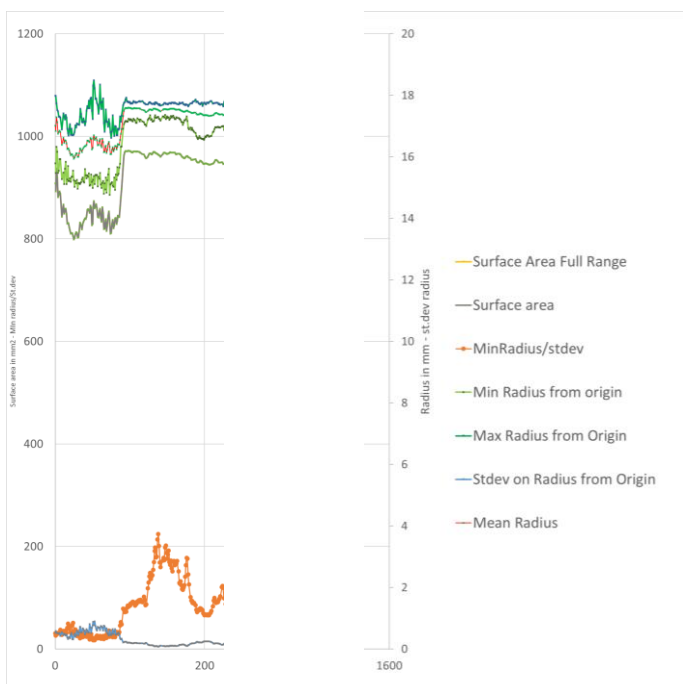 1200
1000
800
600
400
200
0
Surface area in mm2 - Min radius/St.dev
0
200
1600
20
18
16
14
12
10
8
6
4
2
0
Radius in mm - st.dev radius
Surface Area Full Range
Surface area
MinRadius/stdev
Min Radius from origin
Max Radius from Origin
Stdev on Radius from Origin
Mean Radius